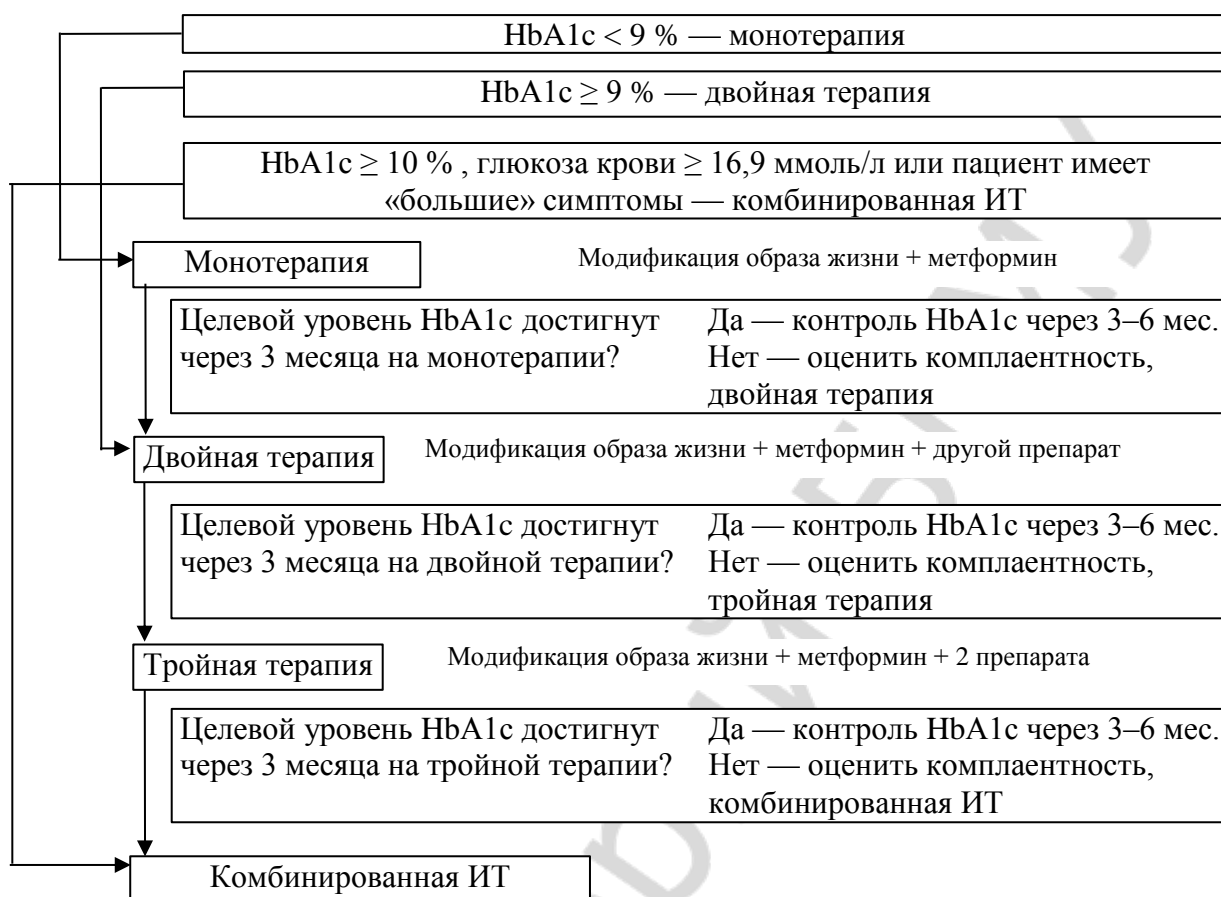 HbA1c < 9 % — монотерапия
HbA1c ≥ 9 % — двойная терапия
HbA1c ≥ 10 % , глюкоза крови ≥ 16,9 ммоль/л или пациент имеет
«большие» симптомы — комбинированная ИТ
Монотерапия
Модификация образа жизни + метформин
Целевой уровень HbA1c достигнут
через 3 месяца на монотерапии?
Да — контроль HbA1c через 3–6 мес.
Нет — оценить комплаентность,
двойная терапия
Двойная терапия
Модификация образа жизни + метформин + другой препарат
Целевой уровень HbA1c достигнут
через 3 месяца на двойной терапии?
Да — контроль HbA1c через 3–6 мес.
Нет — оценить комплаентность,
тройная терапия
Тройная терапия
Модификация образа жизни + метформин + 2 препарата
Целевой уровень HbA1c достигнут
через 3 месяца на тройной терапии?
Да — контроль HbA1c через 3–6 мес.
Нет — оценить комплаентность,
комбинированная ИТ
Комбинированная ИТ